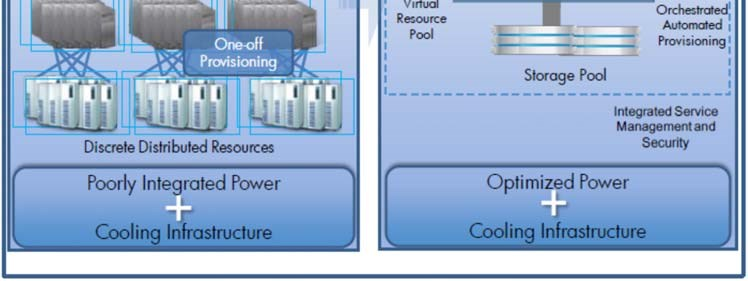 One-off
Provisioning
Discrete Distributed Resources
Poorly Integrated Power
+
Cooling Infrastructure
Virtual
Resource
Pool
Orchestrated
Automated
Provisioning
Storage Pool
Integrated Service
Management and
Security
Optimized Power
+
Cooling Infrastructure